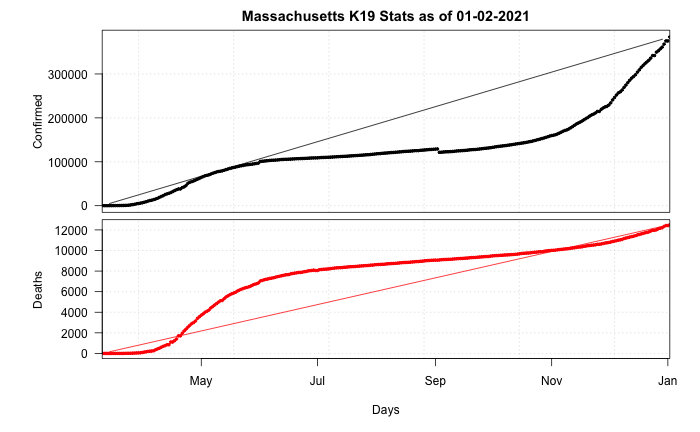 Massachusetts K19 Stats as of 01-02-2021
Confirmed
300000
200000
100000
0
Deaths
12000
10000
8000
6000
4000
2000
0
May Jul Sep Nov Jan
Days